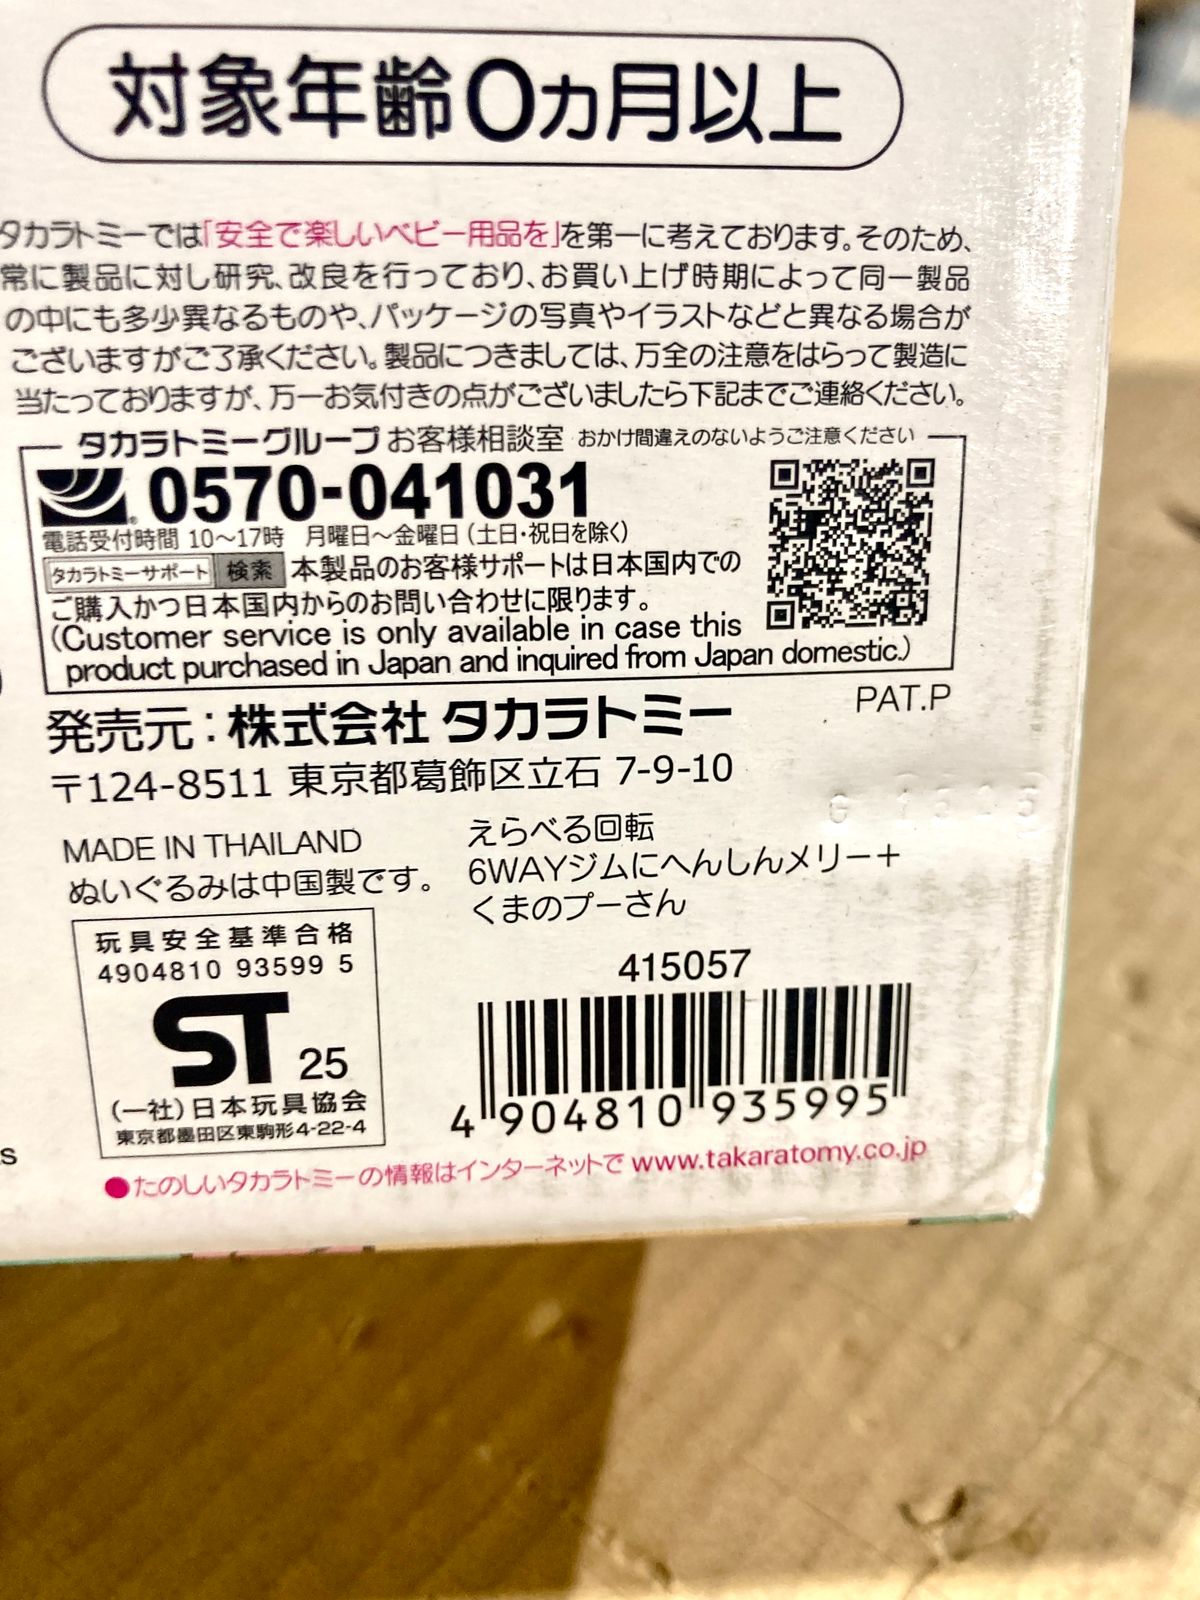 対象年齢0カ月以上
タカラトミーでは「安全で楽しいベビー用品を」を第一に考えております。そのため、
常に製品に対し研究、改良を行っており、お買い上げ時期によって同一製品
の中にも多少異なるものや、パッケージの写真やイラストなどと異なる場合が
ございますがご了承ください。製品につきましては、万全の注意をはらって製造に
当たっておりますが、万一お気付きの点がございましたら下記までご連絡ください。
タカラトミーグループ お客様相談室 おかけ間違えのないようご注意ください
0570-041031
電話受付時間 10〜17時 月曜日〜金曜日(土日・祝日を除く)
タカラトミーサポート 検索 本製品のお客様サポートは日本国内での
ご購入かつ日本国内からのお問い合わせに限ります。
(Customer service is only available in case this
product purchased in Japan and inquired from Japan domestic.)
PAT.P
発売元:株式会社 タカラトミー
〒124-8511 東京都葛飾区立石 7-9-10
MADE IN THAILAND
ぬいぐるみは中国製です。
えらべる回転
6WAYジムにへんしんメリー+
くまのプーさん
玩具安全基準合格
4904810 93599 5
ST 25
(一社)日本玩具協会
東京都墨田区東駒形4-22-4
415057
4 904810 935995
●たのしいタカラトミーの情報はインターネットで www.takaratomy.co.jp